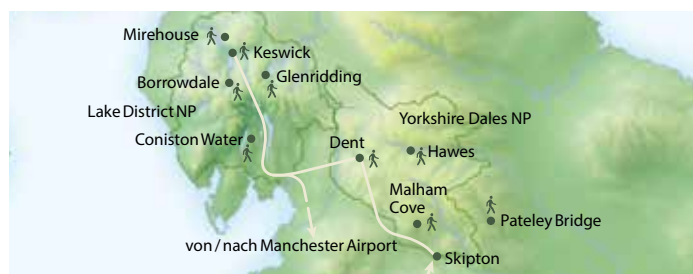 Mirehouse
Keswick
Borrowdale
Glenridding
Lake District NP
Yorkshire Dales NP
Coniston Water
Dent
Hawes
Malham
Cove
Pateley Bridge
von / nach Manchester Airport
Skipton